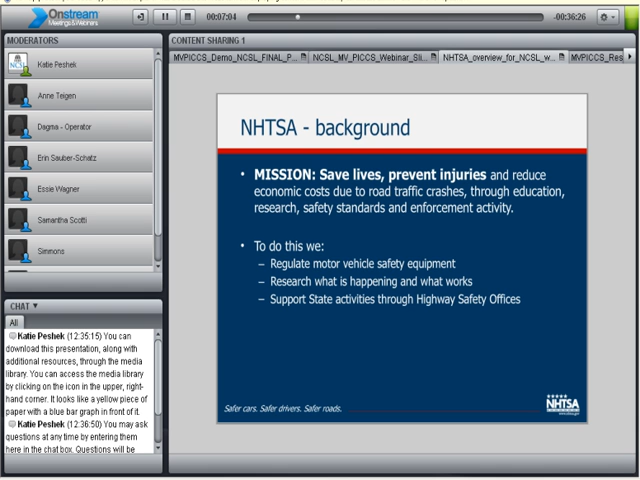 Onstream
Meetings & Webinars
00:07:04
-00:36:26
MODERATORS
NCSL
Katie Peshek
Anne Teigen
Dagma - Operator
Erin Sauber-Schatz
Essie Wagner
Samantha Scotti
Simmons
CHAT
All
Katie Peshek (12:35:15) You can
download this presentation, along with
additional resources, through the media
library. You can access the media library
by clicking on the icon in the upper, right-
hand corner. It looks like a yellow piece of
paper with a blue bar graph in front of it.
Katie Peshek (12:36:50) You may ask
questions at any time by entering them
here in the chat box. Questions will be
CONTENT SHARING 1
MVPICCS_Demo_NCSL_FINAL_P... NCSL_MV_PICCS_Webinar_Sli... NHTSA_overview_for_NCSL_w... MVPICCS_Res
NHTSA - background
• MISSION: Save lives, prevent injuries and reduce
economic costs due to road traffic crashes, through education,
research, safety standards and enforcement activity.
• To do this we:
– Regulate motor vehicle safety equipment
– Research what is happening and what works
– Support State activities through Highway Safety Offices
Safer cars. Safer drivers. Safer roads.
NHTSA